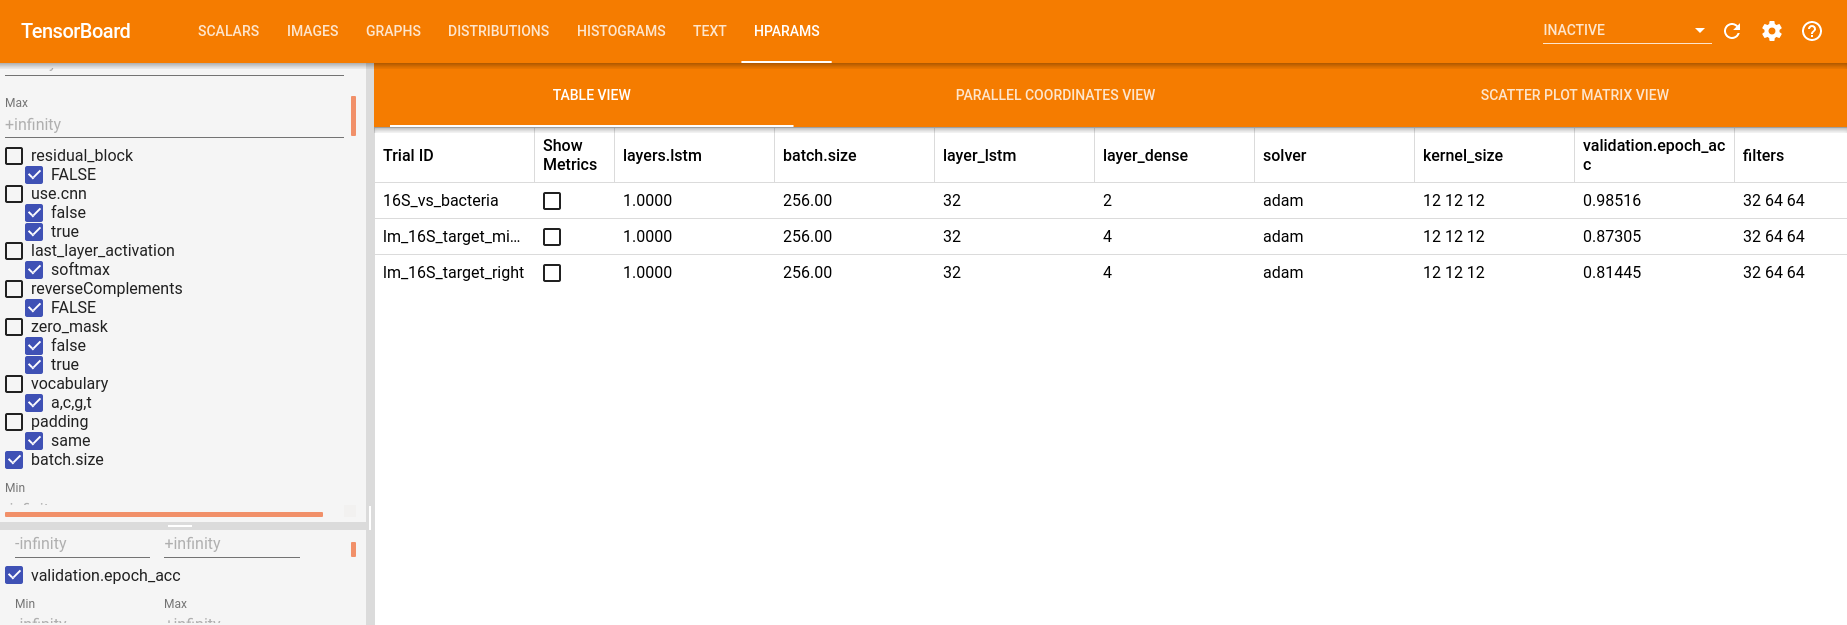 TensorBoard SCALARS IMAGES GRAPHS DISTRIBUTIONS HISTOGRAMS TEXT HPARAMS INACTIVE
Max
+infinity
residual_block
FALSE
use.cnn
false
true
last_layer_activation
softmax
reverseComplements
FALSE
zero_mask
false
true
vocabulary
a,c,g,t
padding
same
batch.size
Min
-infinity +infinity
validation.epoch_acc
Min Max
TABLE VIEW PARALLEL COORDINATES VIEW SCATTER PLOT MATRIX VIEW
Trial ID Show Metrics layers.lstm batch.size layer_lstm layer_dense solver kernel_size validation.epoch_acc filters
16S_vs_bacteria 1.0000 256.00 32 2 adam 12 12 12 0.98516 32 64 64
lm_16S_target_mi... 1.0000 256.00 32 4 adam 12 12 12 0.87305 32 64 64
lm_16S_target_right 1.0000 256.00 32 4 adam 12 12 12 0.81445 32 64 64